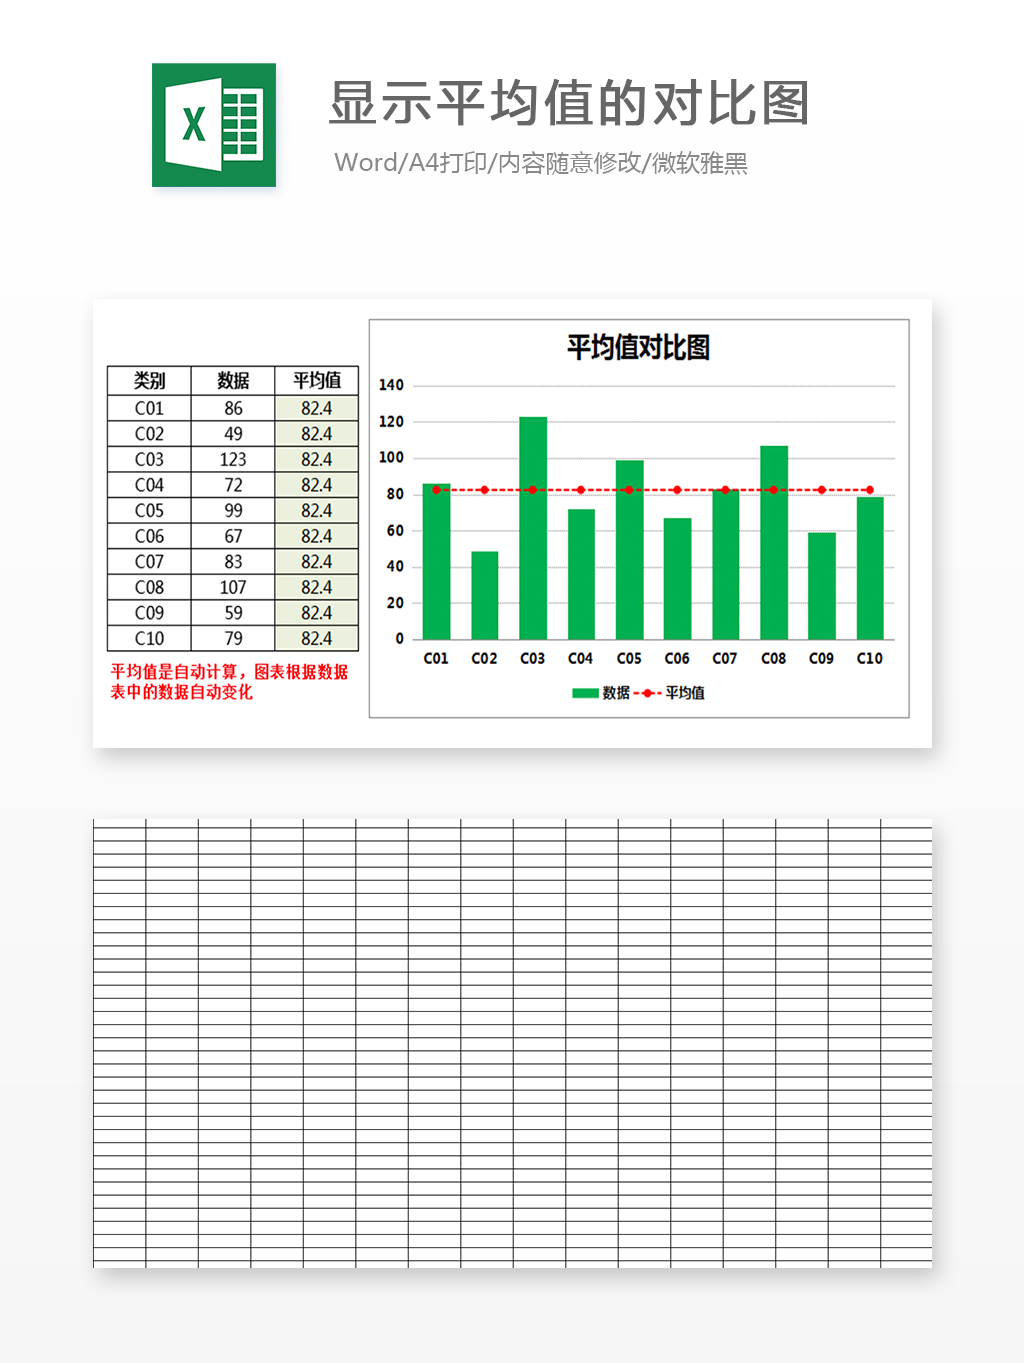 X
显示平均值的对比图
Word/A4打印/内容随意修改/微软雅黑
类别 数据 平均值
C01 86 82.4
C02 49 82.4
C03 123 82.4
C04 72 82.4
C05 99 82.4
C06 67 82.4
C07 83 82.4
C08 107 82.4
C09 59 82.4
C10 79 82.4
平均值是自动计算，图表根据数据
表中的数据自动变化
平均值对比图
140
120
100
80
60
40
20
0
C01 C02 C03 C04 C05 C06 C07 C08 C09 C10
数据 平均值